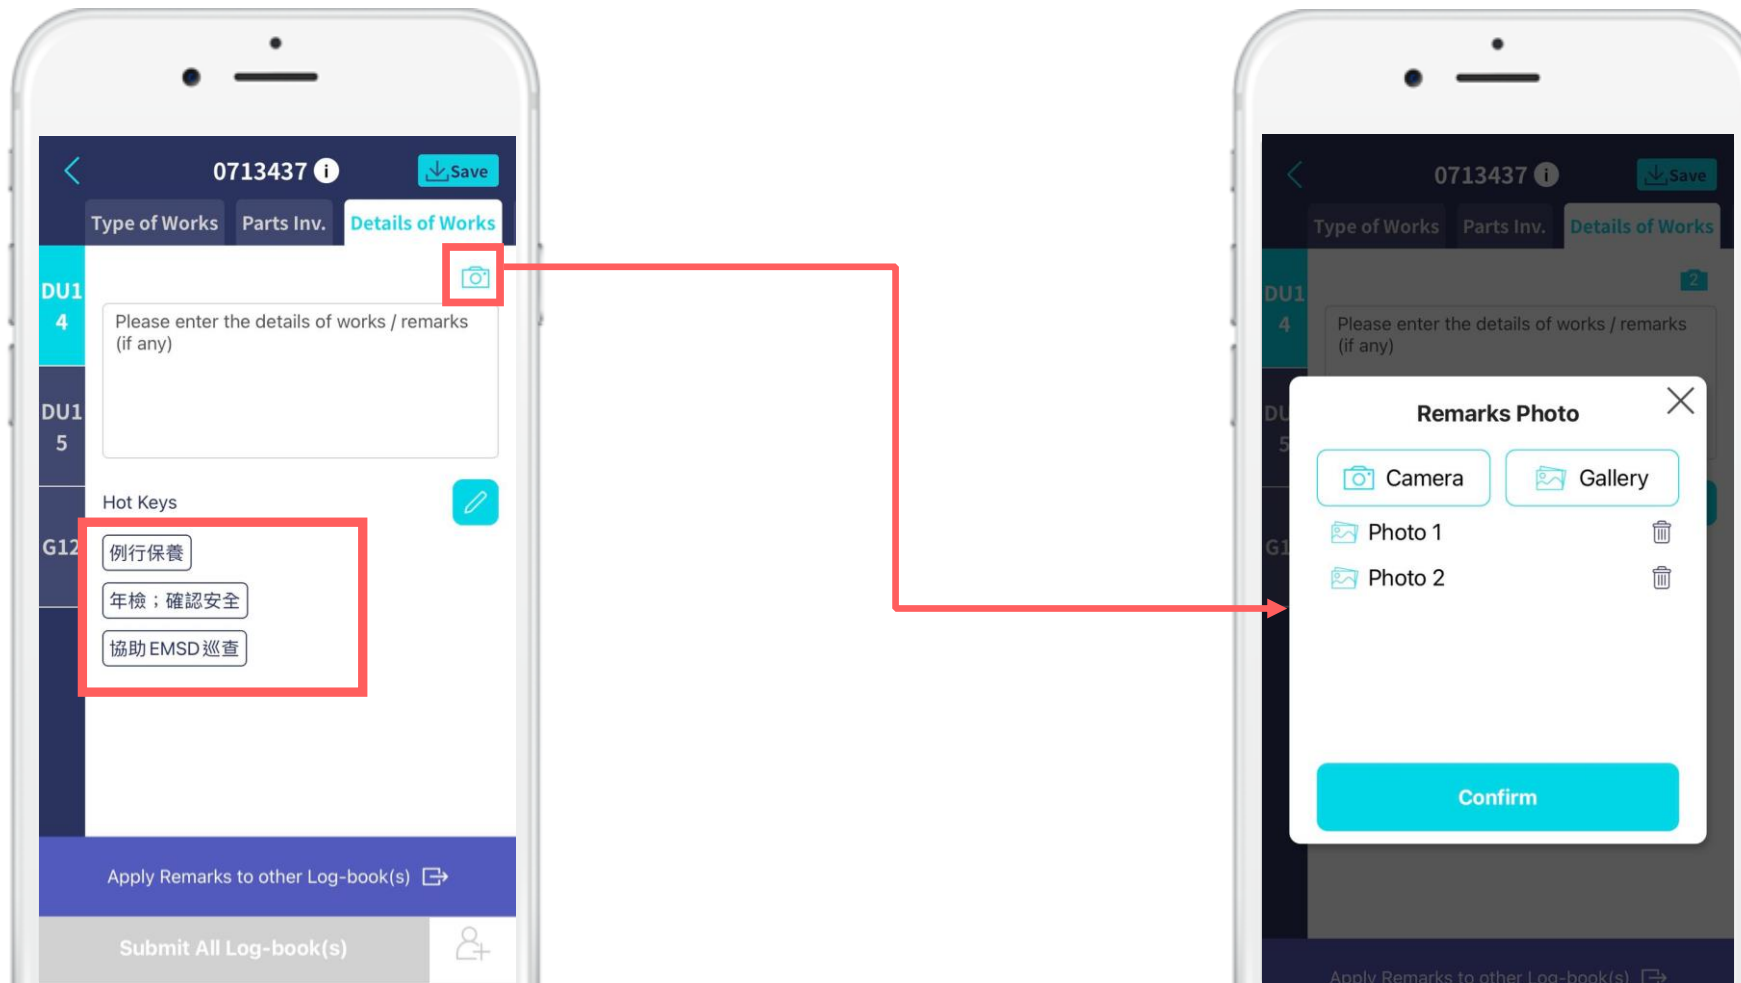 0713437
Save
Type of Works
Parts Inv.
Details of Works
DU1
4
Please enter the details of works / remarks
(if any)
DU1
5
Hot Keys
G12
例行保養
年檢；確認安全
協助EMSD巡查
Apply Remarks to other Log-book(s)
Submit All Log-book(s)
0713437
Save
Type of Works
Parts Inv.
Details of Works
2
DU1
4
Please enter the details of works / remarks
(if any)
DU
5
Remarks Photo
Camera
Gallery
G1
Photo 1
Photo 2
Confirm
Apply Remarks to other Log-book(s)